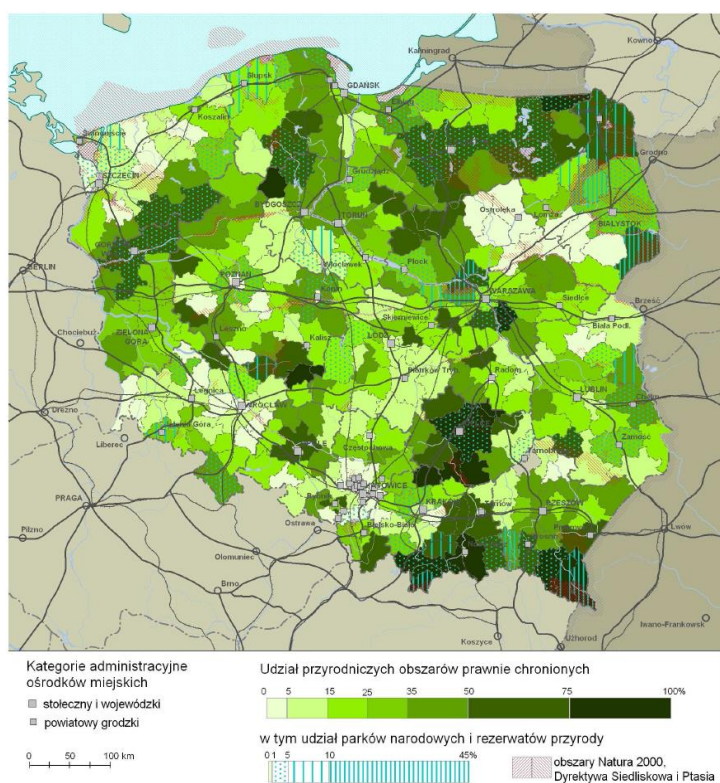 Kaliningrad
Kowno
Słupsk
GDAŃSK
Koszalin
Grodno
SZCZECIN
BYDGOSZCZ
TORUŃ
Ostrołęka
Łomża
BIAŁYSTOK
BERLIN
POZNAŃ
Włocławek
Płock
WARSZAWA
Konin
Siedlce
Brześć
Biała Podl.
Chociebuż
ZIELONA
GÓRA
Leszno
Kalisz
Skierniewice
ŁÓDŹ
Piotrków Tryb.
Radom
LUBLIN
Legnica
WROCŁAW
Drezno
Liberec
Jelenia Góra
Częstochowa
Zamość
PRAGA
KRAKÓW
Tarnów
RZESZÓW
Lwów
Pilzno
Ostrawa
Bielsko-Biała
Ołomuniec
Brno
Koszyce
Użhorod
Iwano-Frankowsk
Kategorie administracyjne
ośrodków miejskich
stołeczny i wojewódzki
powiatowy grodzki
0 50 100 km
Udział przyrodniczych obszarów prawnie chronionych
0 5 15 25 35 50 75 100%
w tym udział parków narodowych i rezerwatów przyrody
0 1 5 10 45%
obszary Natura 2000,
Dyrektywa Siedliskowa i Ptasia